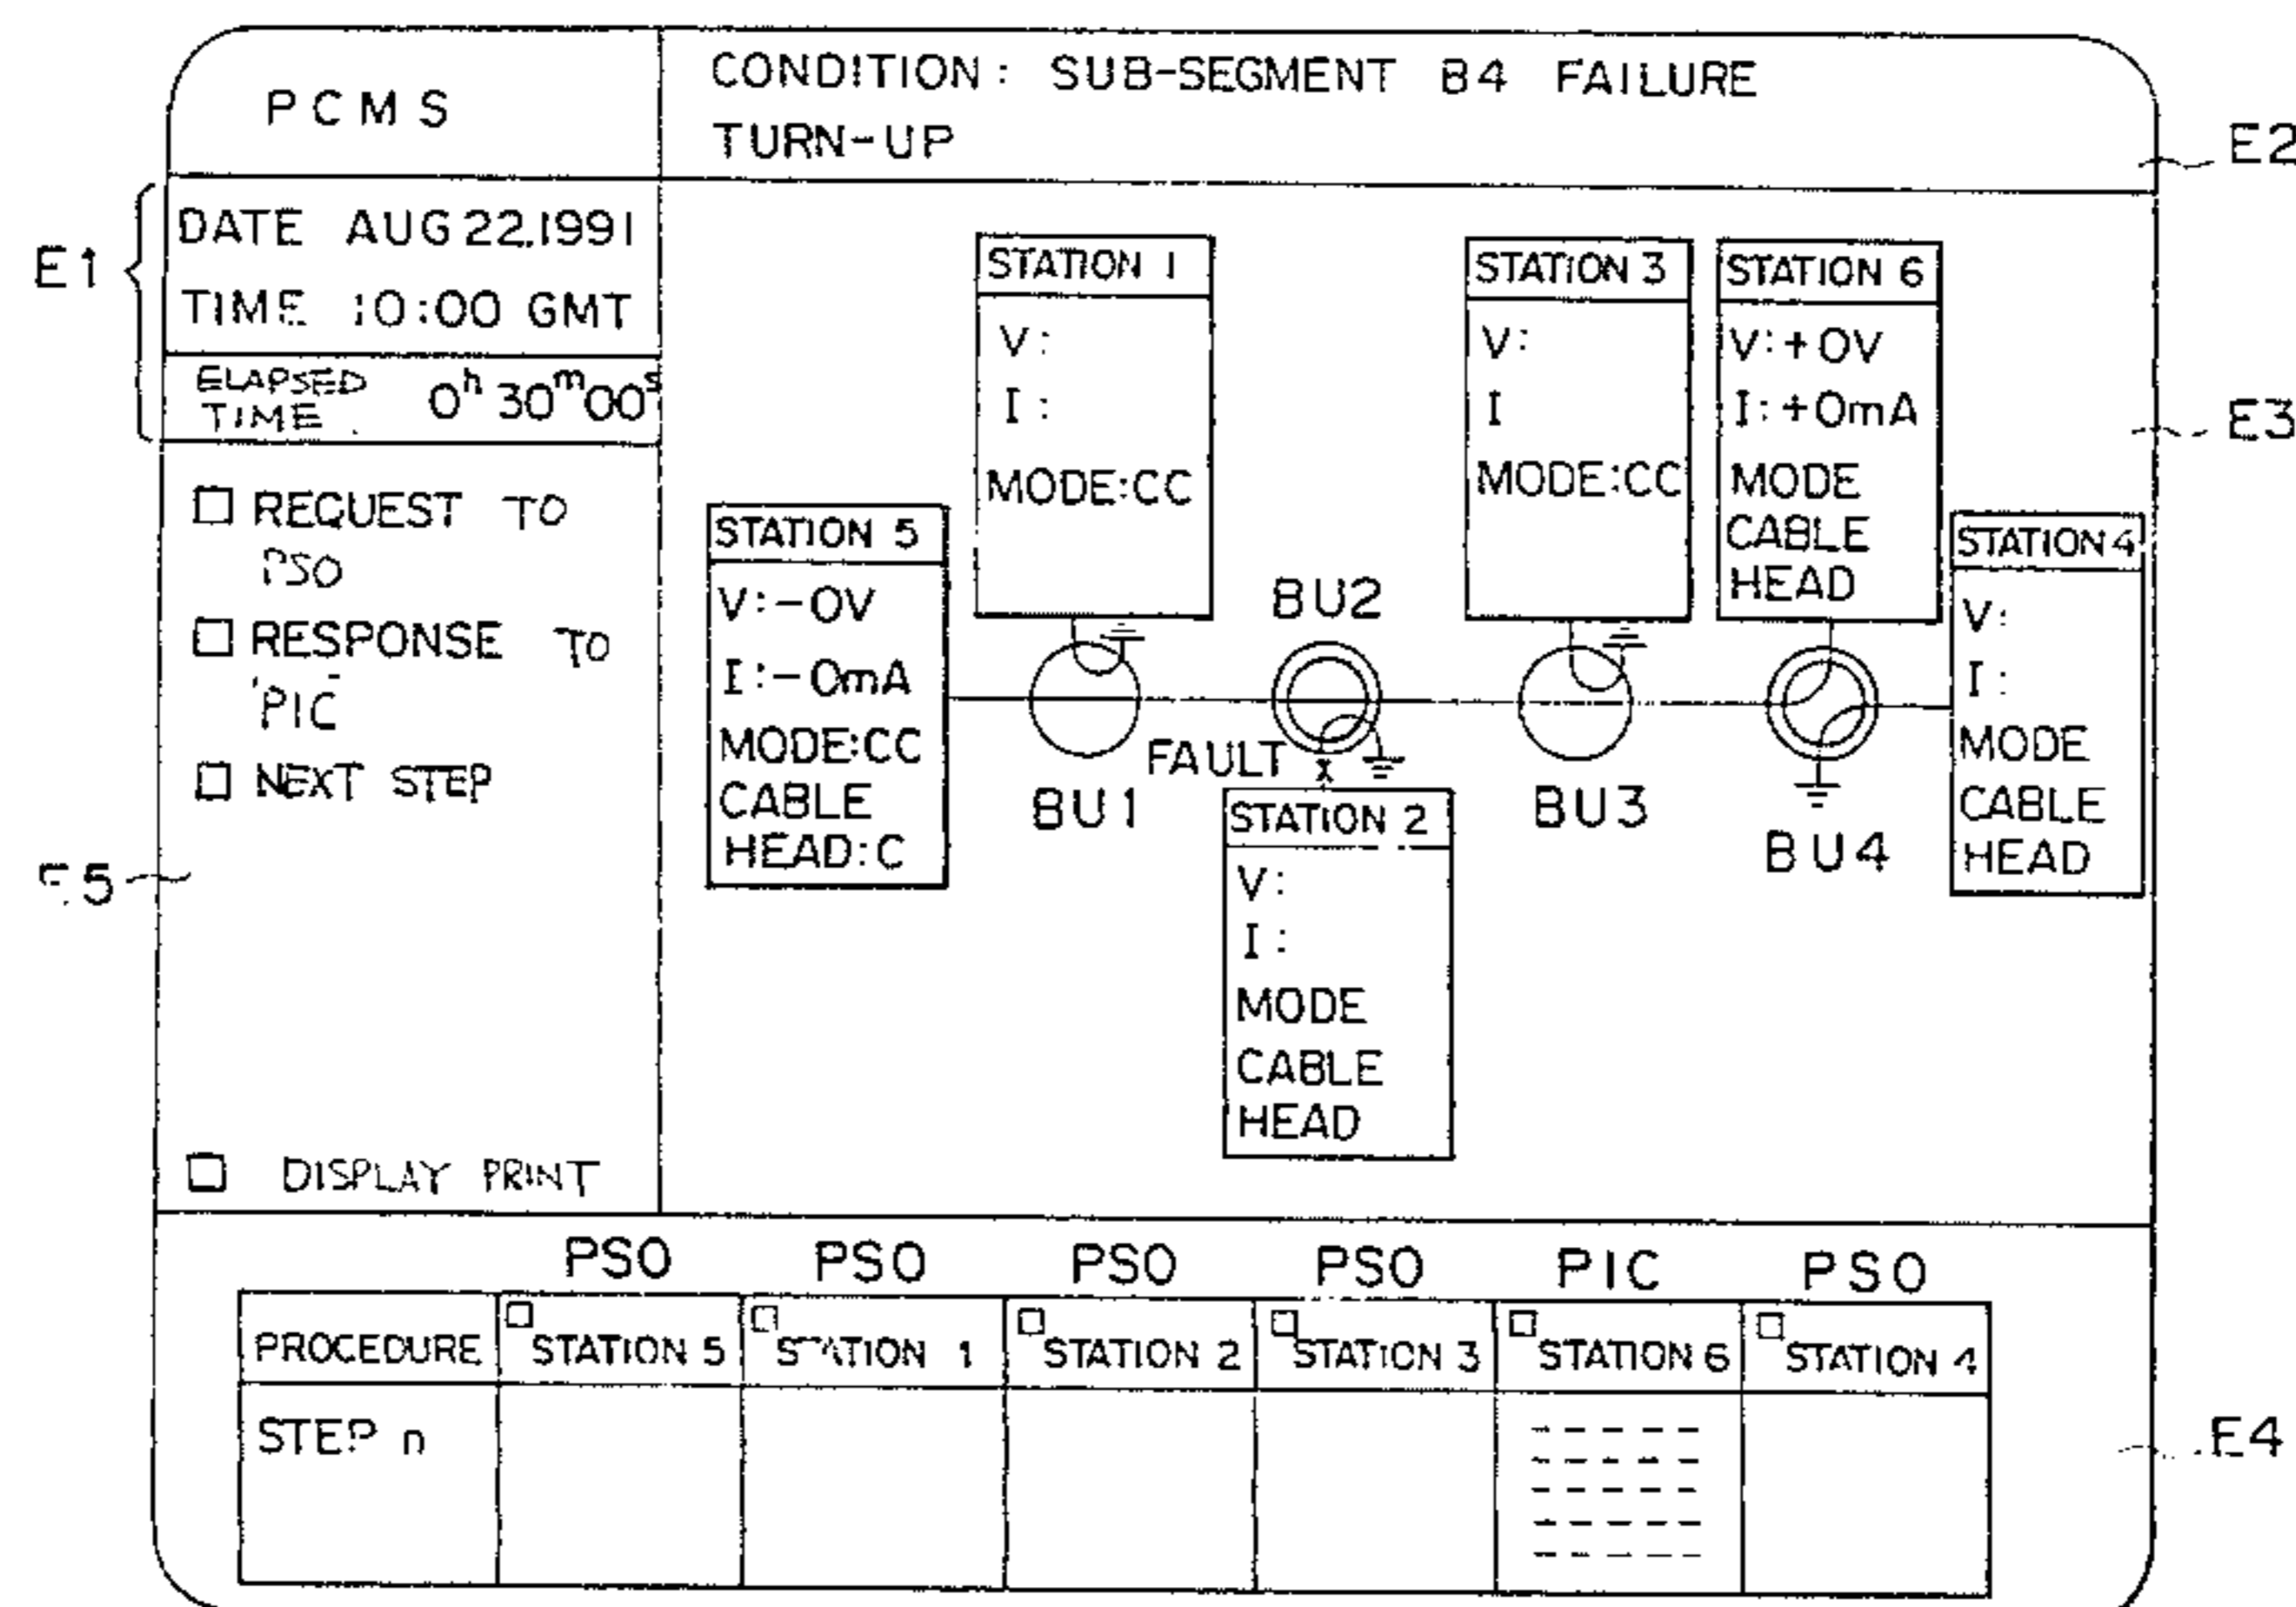 PCMS
CONDITION: SUB-SEGMENT B4 FAILURE
TURN-UP
E2
E1
DATE AUG 22.1991
TIME 10:00 GMT
ELAPSED
TIME
0h 30m 00s
REQUEST TO
PSO
RESPONSE TO
PIC
NEXT STEP
E5
DISPLAY PRINT
STATION 5
V:-0V
I:-0mA
MODE:CC
CABLE
HEAD:C
STATION 1
V:
I:
MODE:CC
BU1
BU2
FAULT
X
STATION 2
V:
I:
MODE
CABLE
HEAD
STATION 3
V:
I
MODE:CC
BU3
STATION 6
V:+0V
I:+0mA
MODE
CABLE
HEAD
BU4
STATION 4
V:
I:
MODE
CABLE
HEAD
E3
PSO PSO PSO PSO PIC PSO
PROCEDURE STATION 5 STATION 1 STATION 2 STATION 3 STATION 6 STATION 4
STEP n
E4